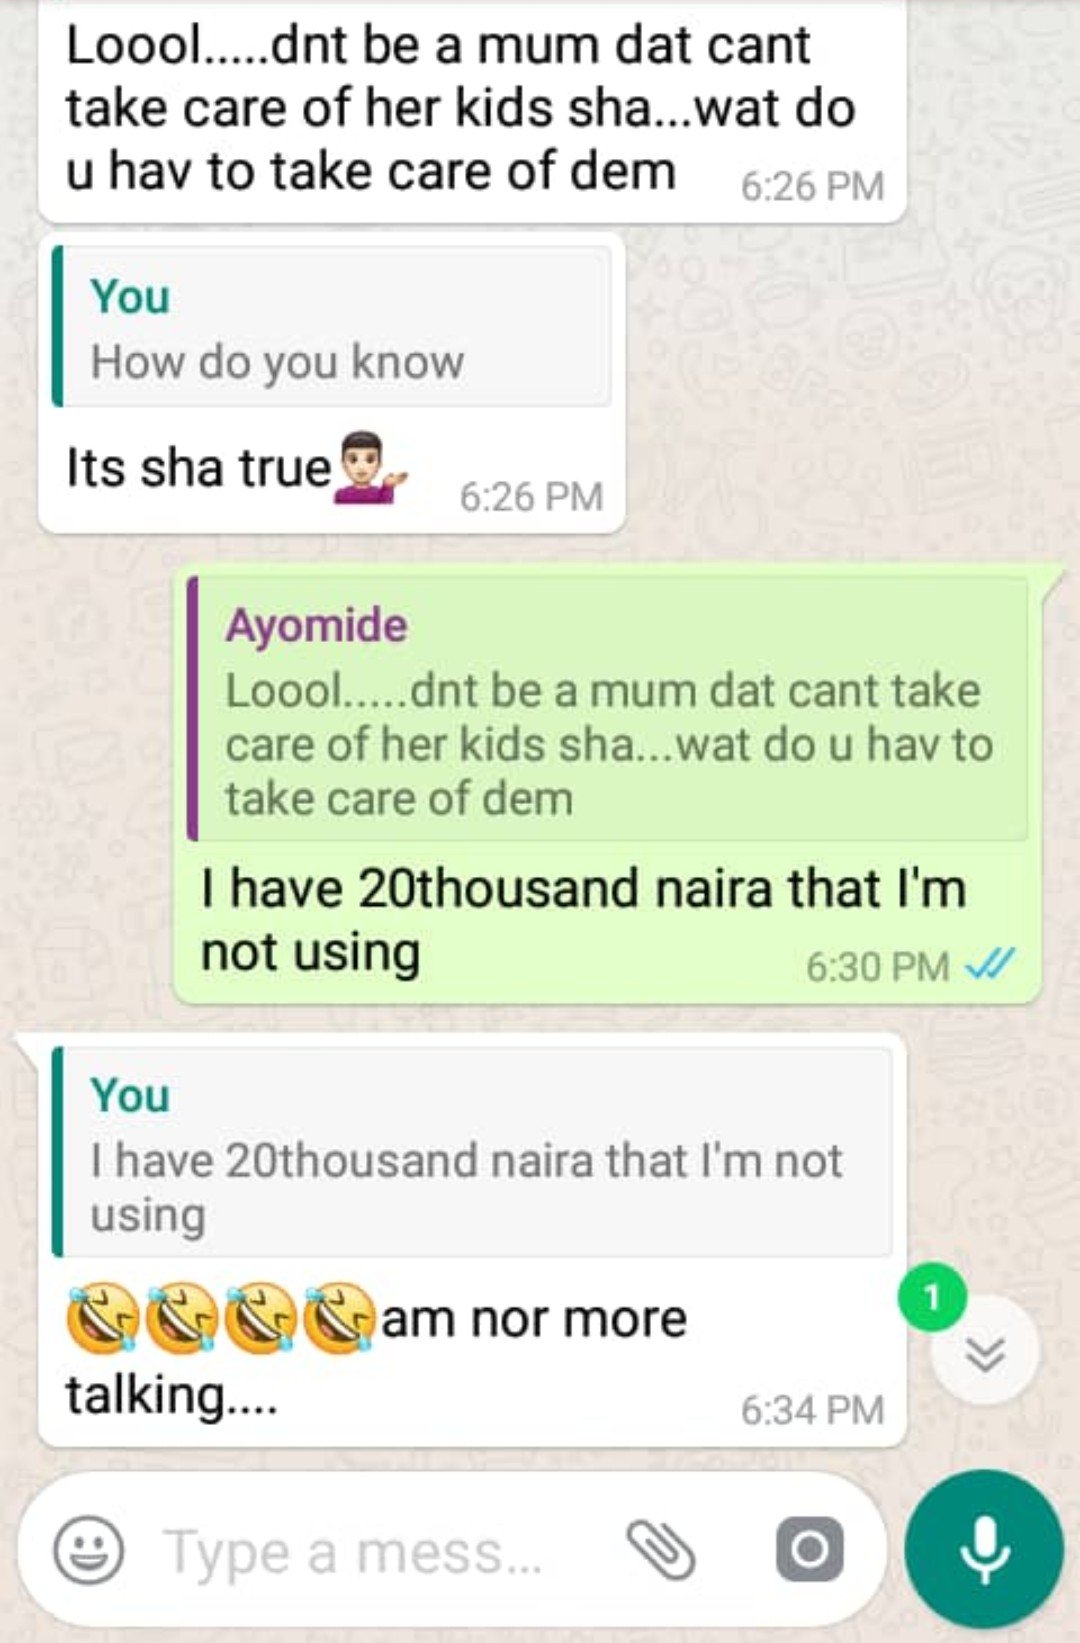 Loool.....dnt be a mum dat cant
take care of her kids sha...wat do
u hav to take care of dem 6:26 PM
You
How do you know
Its sha true💁🏻‍♂️ 6:26 PM
Ayomide
Loool.....dnt be a mum dat cant take
care of her kids sha...wat do u hav to
take care of dem
I have 20thousand naira that I'm
not using 6:30 PM
You
I have 20thousand naira that I'm not
using
🤣🤣🤣🤣am nor more
talking.... 6:34 PM
1
Type a mess...